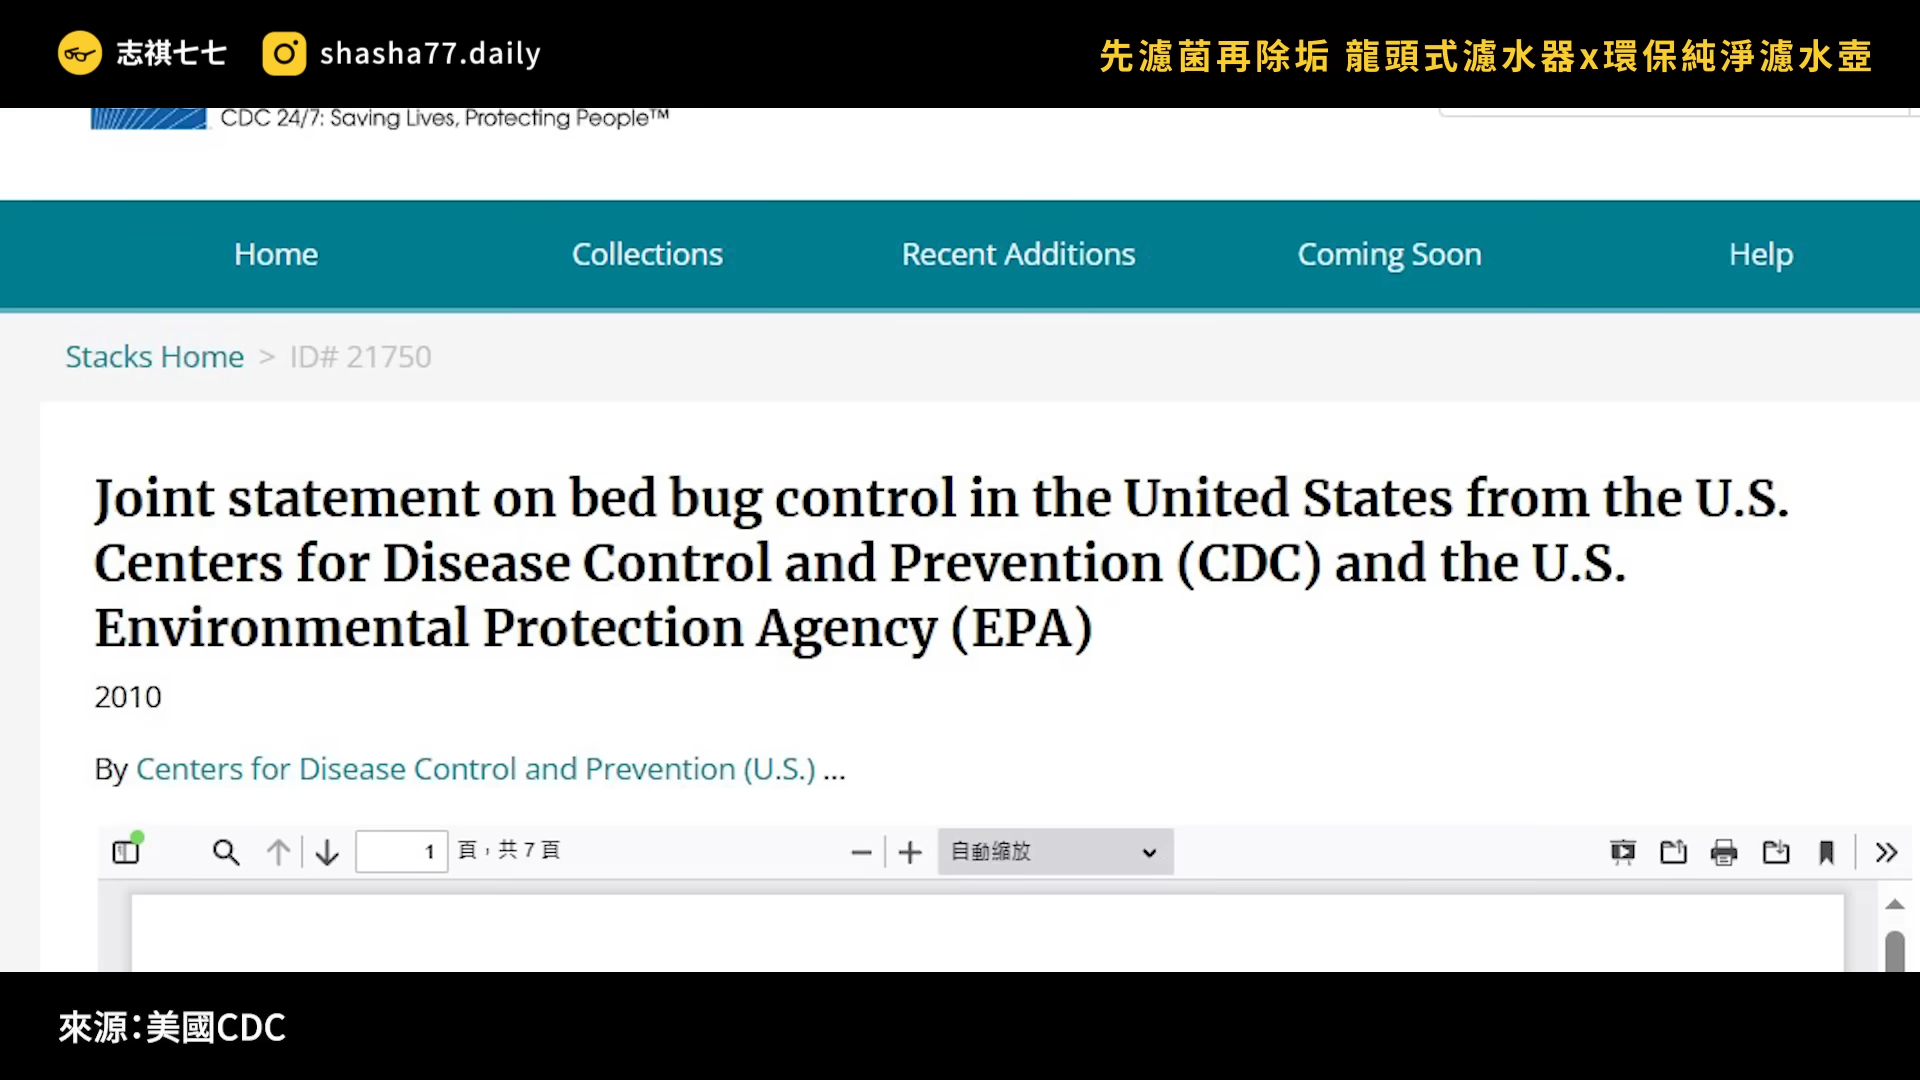 志祺七七 shasha77.daily
先濾菌再除垢 龍頭式濾水器x環保純淨濾水壺
CDC 24/7: Saving Lives, Protecting People™
Home Collections Recent Additions Coming Soon Help
Stacks Home > ID# 21750
Joint statement on bed bug control in the United States from the U.S.
Centers for Disease Control and Prevention (CDC) and the U.S.
Environmental Protection Agency (EPA)
2010
By Centers for Disease Control and Prevention (U.S.) ...
1 頁，共 7 頁 自動縮放
來源：美國CDC